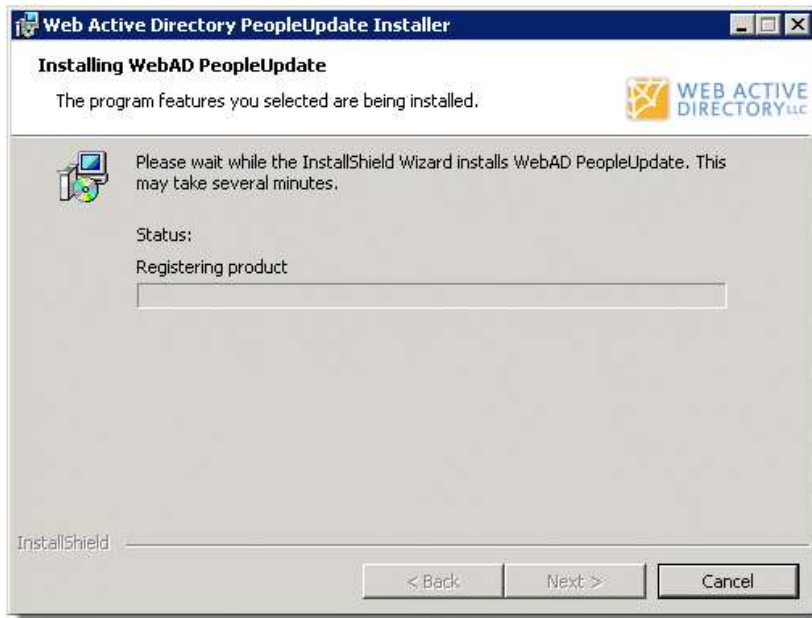 Web Active Directory PeopleUpdate Installer
Installing WebAD PeopleUpdate
The program features you selected are being installed.
WEB ACTIVE
DIRECTORY LLC
Please wait while the InstallShield Wizard installs WebAD PeopleUpdate. This
may take several minutes.
Status:
Registering product
InstallShield
< Back
Next >
Cancel